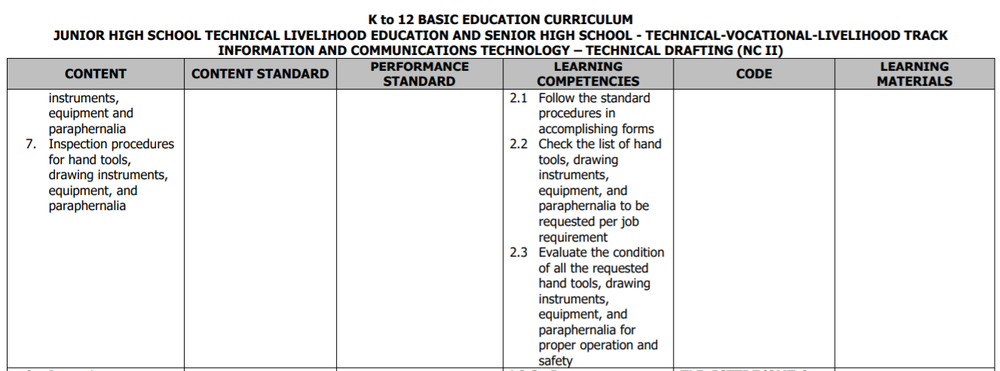 K to 12 BASIC EDUCATION CURRICULUM
JUNIOR HIGH SCHOOL TECHNICAL LIVELIHOOD EDUCATION AND SENIOR HIGH SCHOOL - TECHNICAL-VOCATIONAL-LIVELIHOOD TRACK
INFORMATION AND COMMUNICATIONS TECHNOLOGY – TECHNICAL DRAFTING (NC II)
CONTENT
CONTENT STANDARD
PERFORMANCE
STANDARD
LEARNING
COMPETENCIES
CODE
LEARNING
MATERIALS
instruments,
equipment and
paraphernalia
7. Inspection procedures
for hand tools,
drawing instruments,
equipment, and
paraphernalia
2.1 Follow the standard
procedures in
accomplishing forms
2.2 Check the list of hand
tools, drawing
instruments,
equipment, and
paraphernalia to be
requested per job
requirement
2.3 Evaluate the condition
of all the requested
hand tools, drawing
instruments,
equipment, and
paraphernalia for
proper operation and
safety